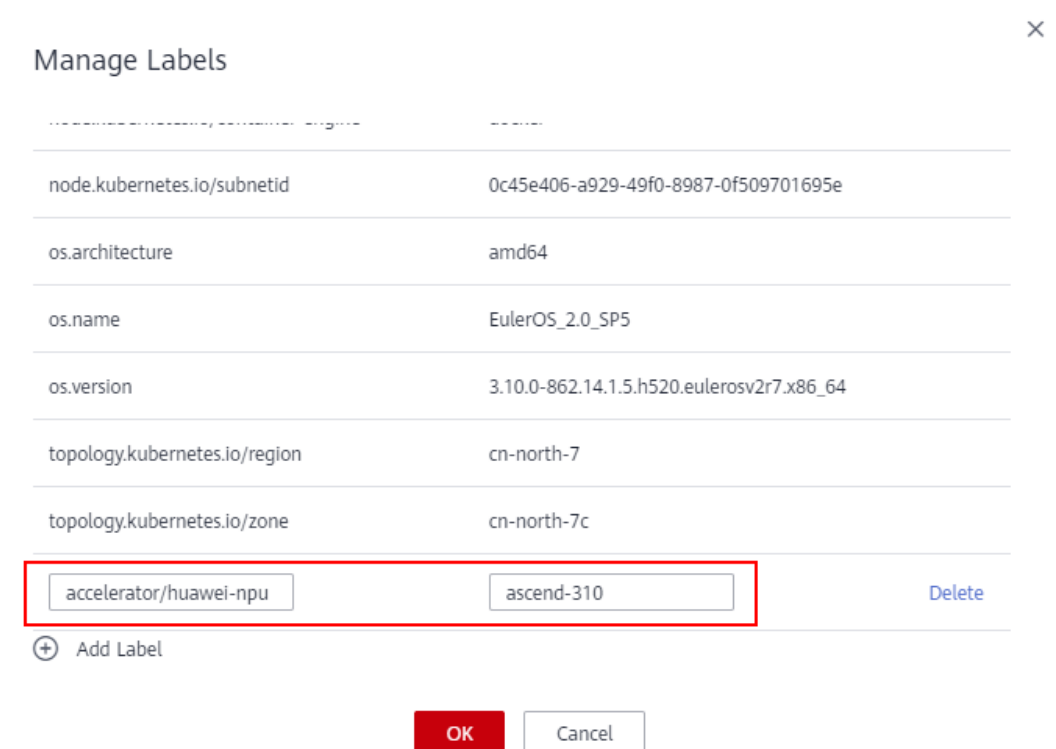 Manage Labels
node.kubernetes.io/subnetid 0c45e406-a929-49f0-8987-0f509701695e
os.architecture amd64
os.name EulerOS_2.0_SP5
os.version 3.10.0-862.14.1.5.h520.eulerosv2r7.x86_64
topology.kubernetes.io/region cn-north-7
topology.kubernetes.io/zone cn-north-7c
accelerator/huawei-npu ascend-310 Delete
Add Label
OK Cancel